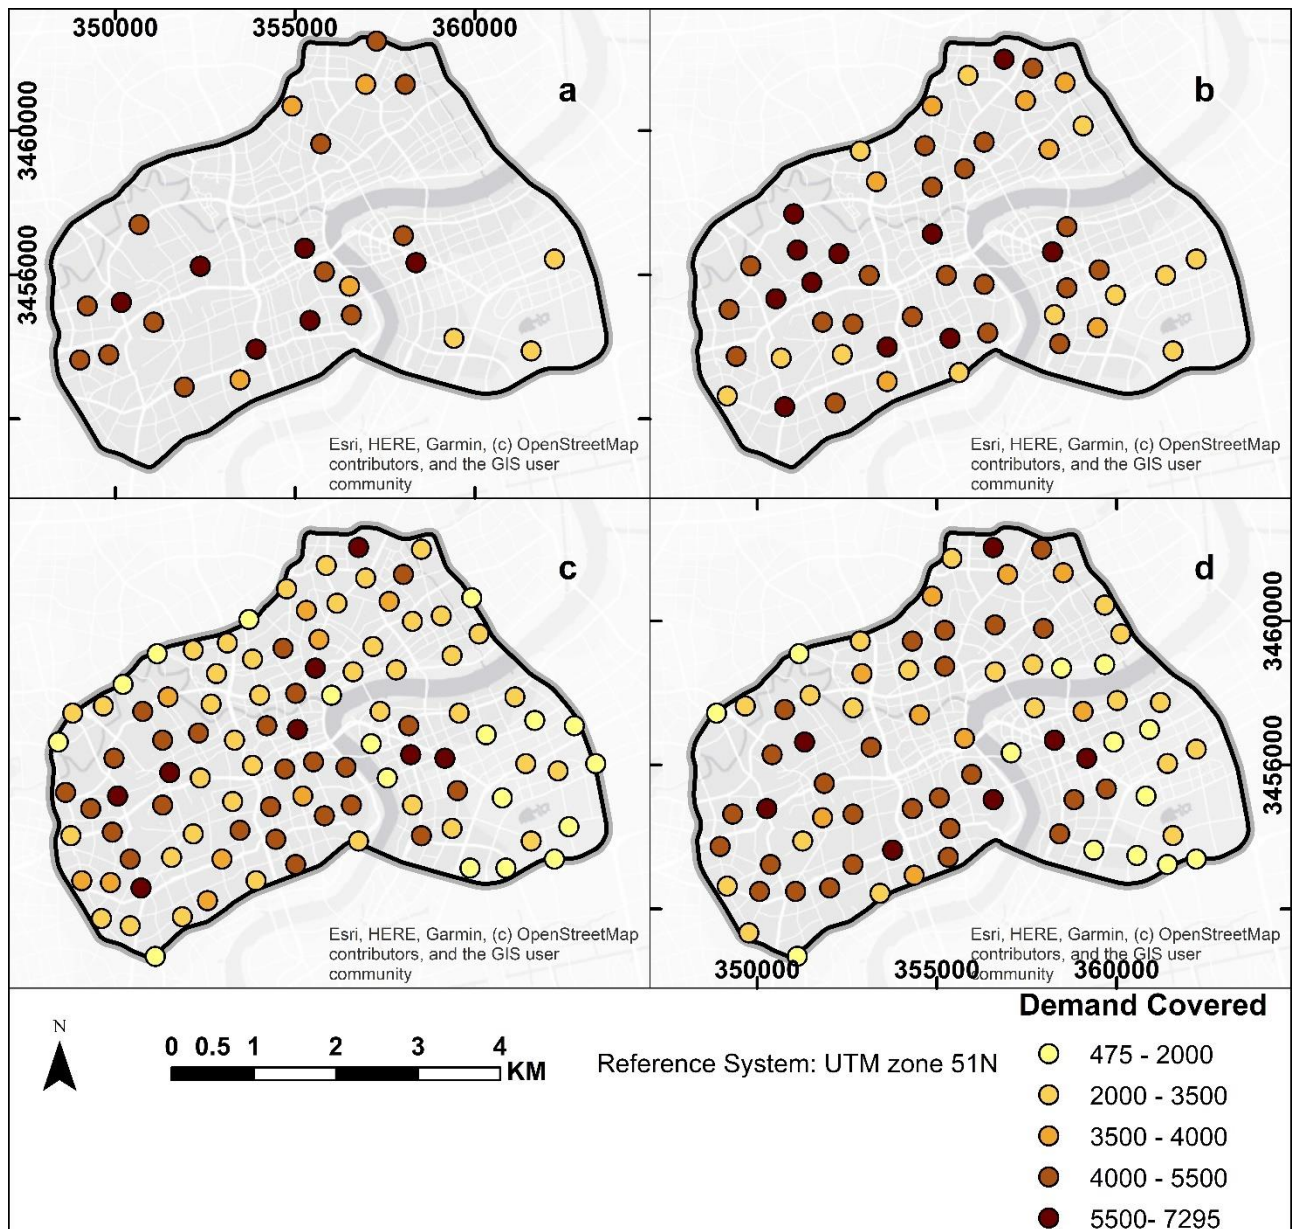 350000 355000 360000
a
b
3460000
3456000
Esri, HERE, Garmin, (c) OpenStreetMap
contributors, and the GIS user
community
Esri, HERE, Garmin, (c) OpenStreetMap
contributors, and the GIS user
community
c
d
3460000
3456000
Esri, HERE, Garmin, (c) OpenStreetMap
contributors, and the GIS user
community
Esri, HERE, Garmin, (c) OpenStreetMap
contributors, and the GIS user
community
350000 355000 360000
N
0 0.5 1 2 3 4
KM
Reference System: UTM zone 51N
Demand Covered
475 - 2000
2000 - 3500
3500 - 4000
4000 - 5500
5500- 7295